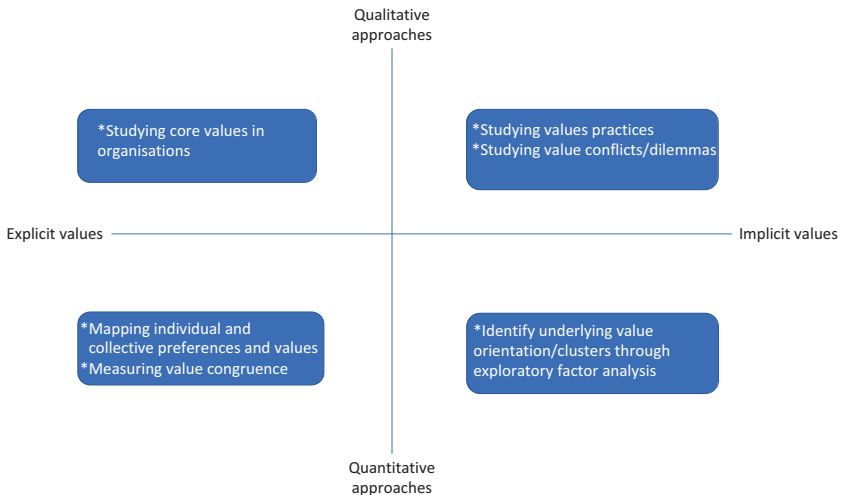 Qualitative
approaches
*Studying core values in
organisations
*Studying values practices
*Studying value conflicts/dilemmas
Explicit values
Implicit values
*Mapping individual and
collective preferences and values
*Measuring value congruence
*Identify underlying value
orientation/clusters through
exploratory factor analysis
Quantitative
approaches